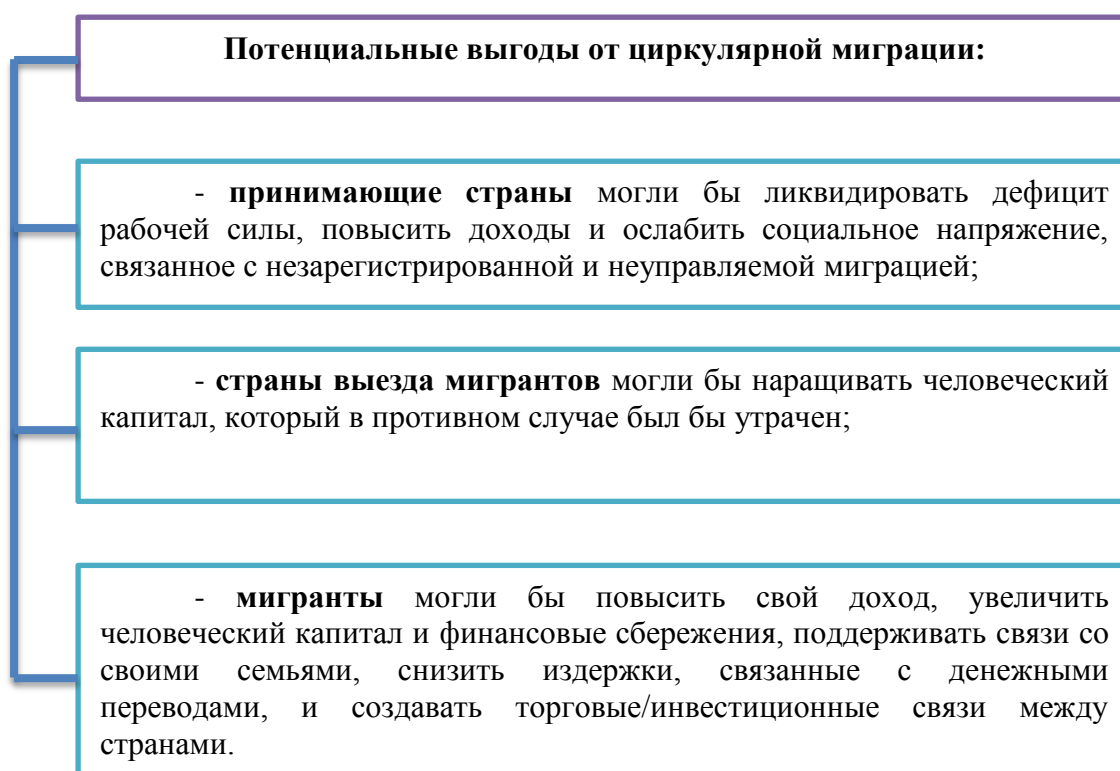 Потенциальные выгоды от циркулярной миграции:
- принимающие страны могли бы ликвидировать дефицит
рабочей силы, повысить доходы и ослабить социальное напряжение,
связанное с незарегистрированной и неуправляемой миграцией;
- страны выезда мигрантов могли бы наращивать человеческий
капитал, который в противном случае был бы утрачен;
- мигранты могли бы повысить свой доход, увеличить
человеческий капитал и финансовые сбережения, поддерживать связи со
своими семьями, снизить издержки, связанные с денежными
переводами, и создавать торговые/инвестиционные связи между
странами.